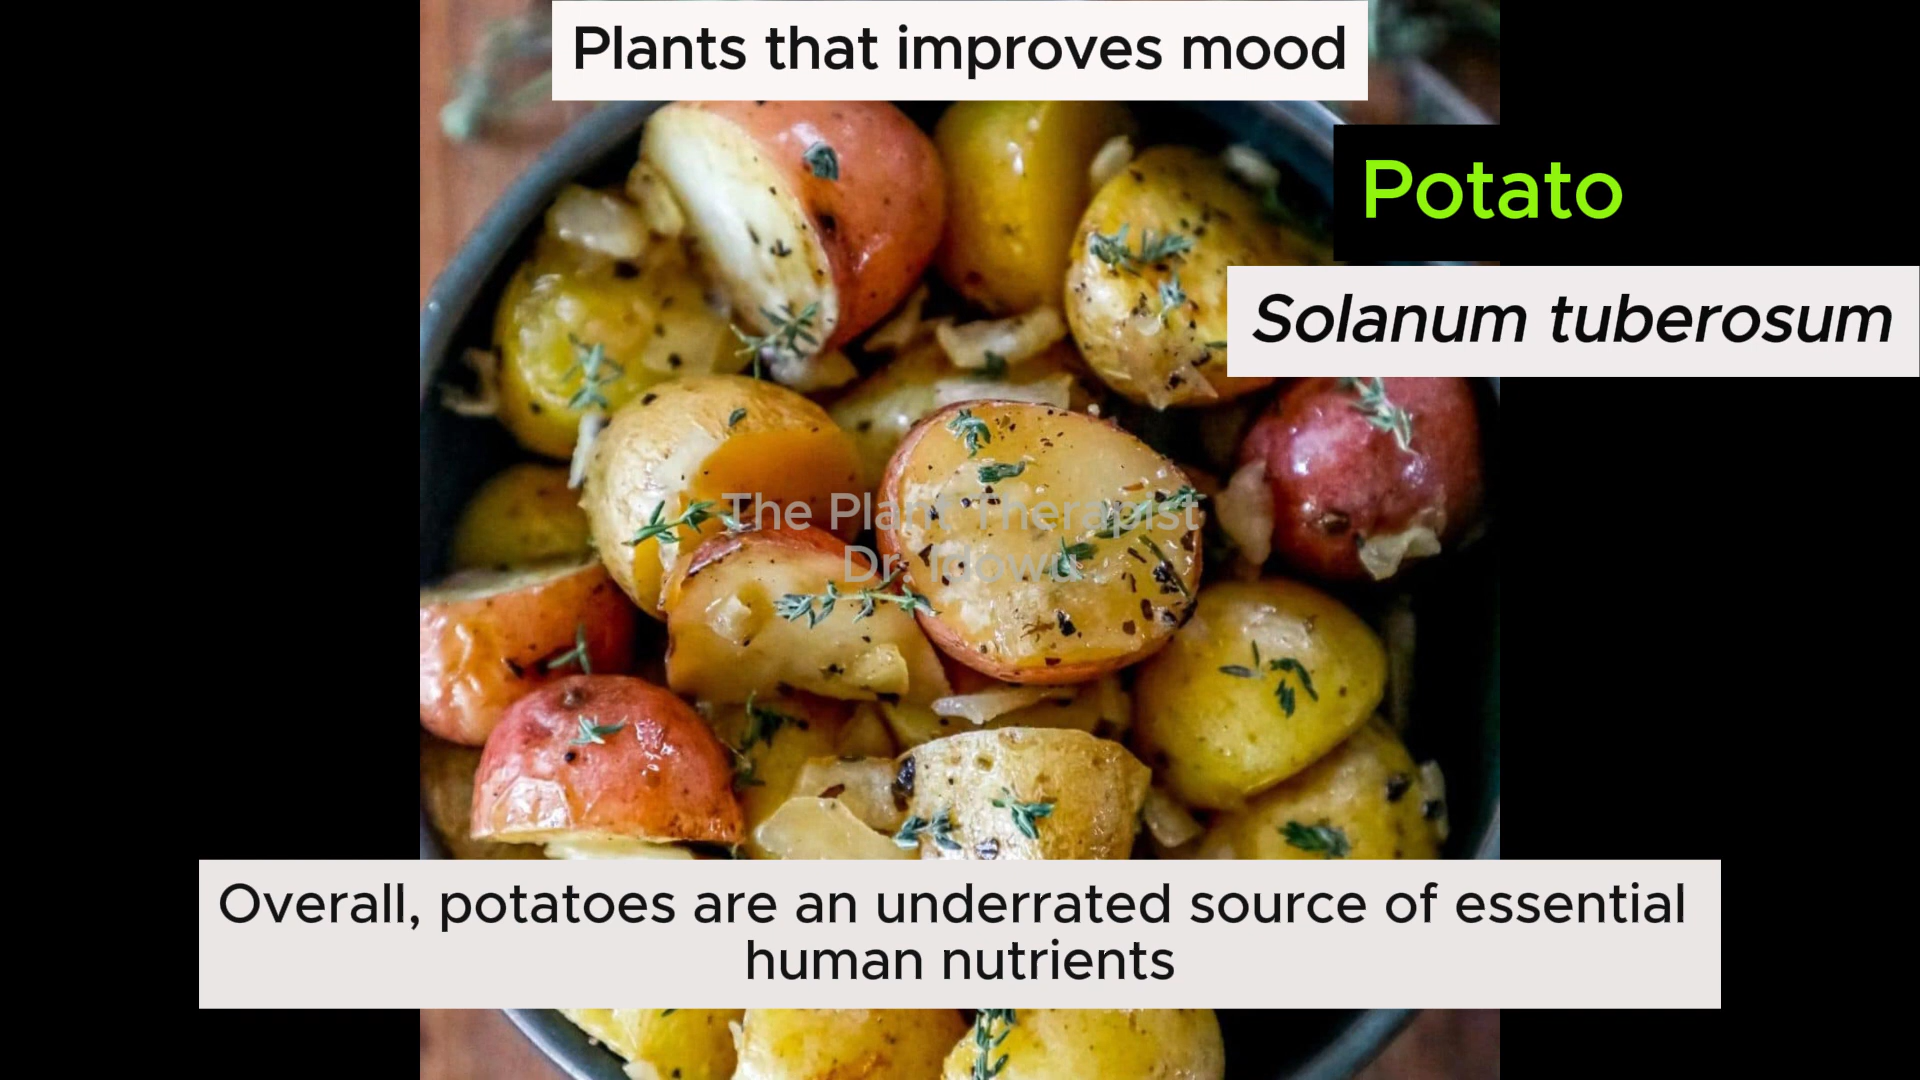 Plants that improves mood
Potato
Solanum tuberosum
The Plant Therapist
Dr. Idowu
Overall, potatoes are an underrated source of essential
human nutrients